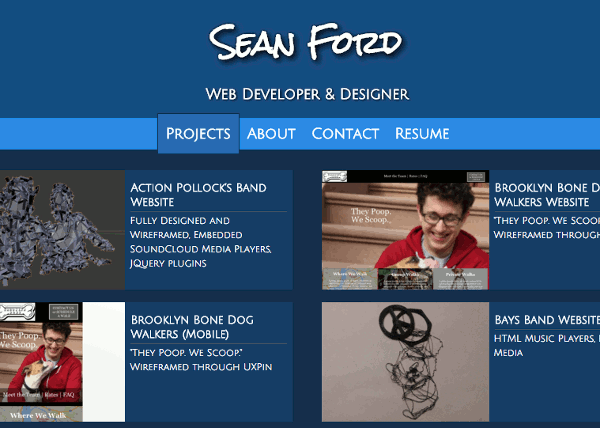 Sean Ford
Web Developer & Designer
Projects About Contact Resume
Action Pollock's Band
Website
Fully Designed and
Wireframed, Embedded
SoundCloud Media Players,
JQuery plugins
Meet the Team | Rates | FAQ
They Poop.
We Scoop.
Where We Walk
Private Walks
Brooklyn Bone D
Walkers Website
"They Poop. We Scoo
Wireframed through
They Poop.
We Scoop.
Meet the Team | Rates | FAQ
Where We Walk
Brooklyn Bone Dog
Walkers (Mobile)
"They Poop. We Scoop."
Wireframed through UXPin
Bays Band Website
HTML Music Players,
Media